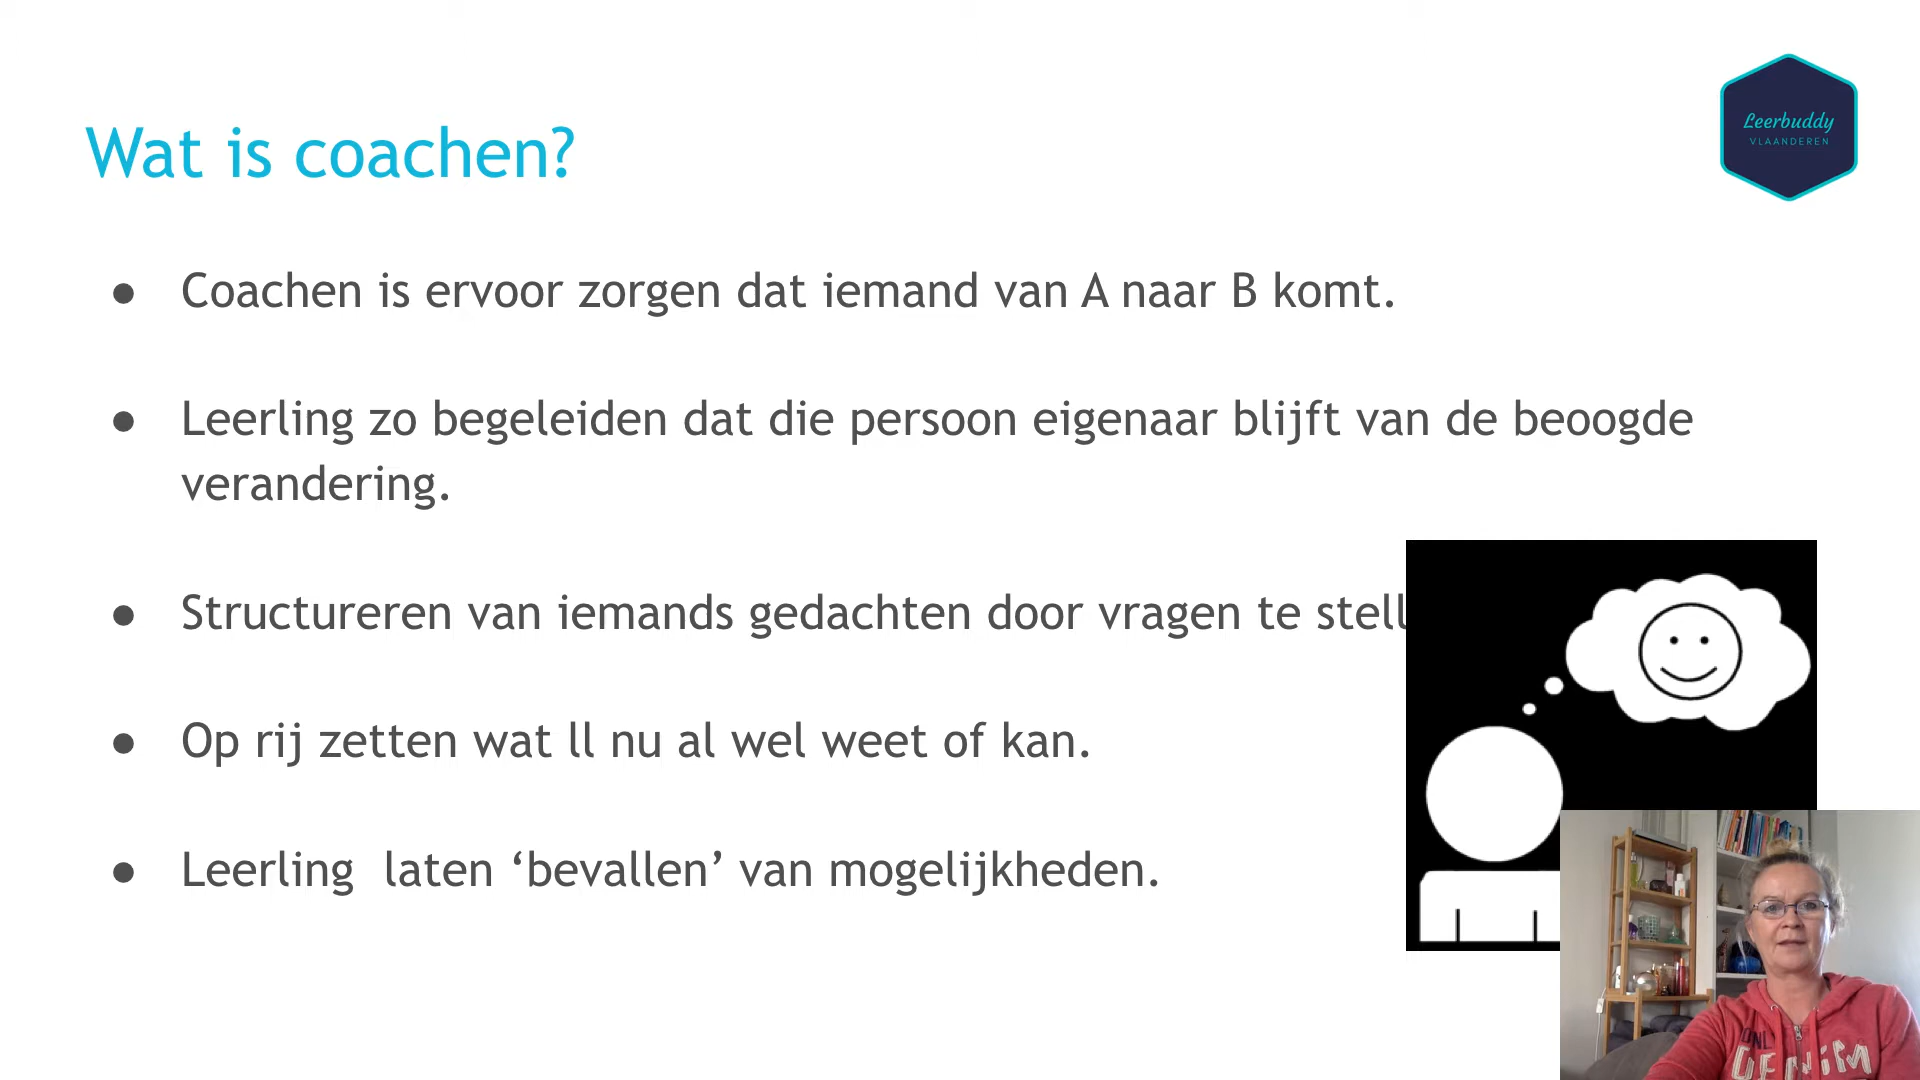 Leerbuddy
VLAANDEREN
Wat is coachen?
● Coachen is ervoor zorgen dat iemand van A naar B komt.
● Leerling zo begeleiden dat die persoon eigenaar blijft van de beoogde
verandering.
● Structureren van iemands gedachten door vragen te stell
● Op rij zetten wat ll nu al wel weet of kan.
● Leerling laten ‘bevallen’ van mogelijkheden.